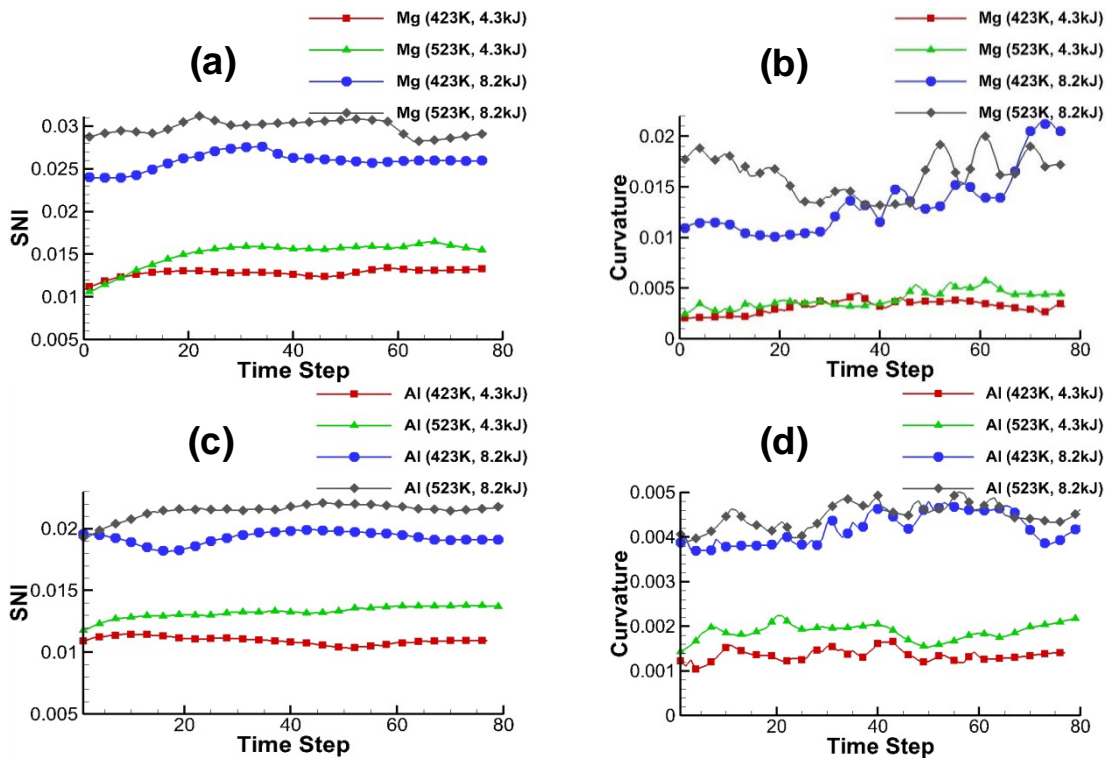 (a)
Mg (423K, 4.3kJ)
Mg (523K, 4.3kJ)
Mg (423K, 8.2kJ)
Mg (523K, 8.2kJ)
0.03
0.025
0.02
0.015
0.01
0.005
SNI
0 20 40 60 80
Time Step
(b)
Mg (423K, 4.3kJ)
Mg (523K, 4.3kJ)
Mg (423K, 8.2kJ)
Mg (523K, 8.2kJ)
0.02
0.015
0.01
0.005
0
Curvature
0 20 40 60 80
Time Step
(c)
Al (423K, 4.3kJ)
Al (523K, 4.3kJ)
Al (423K, 8.2kJ)
Al (523K, 8.2kJ)
0.02
0.015
0.01
0.005
SNI
20 40 60 80
Time Step
(d)
Al (423K, 4.3kJ)
Al (523K, 4.3kJ)
Al (423K, 8.2kJ)
Al (523K, 8.2kJ)
0.005
0.004
0.003
0.002
0.001
0
Curvature
20 40 60 80
Time Step